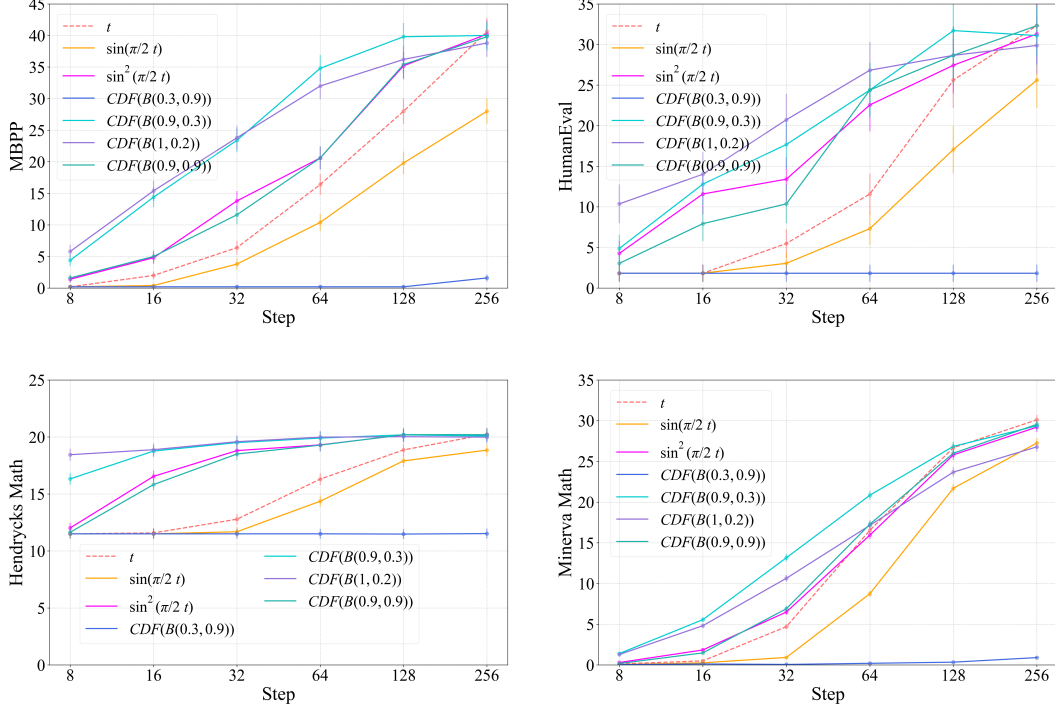 45
40
35
30
25
20
15
10
5
0
MBPP
t
sin(π/2 t)
sin² (π/2 t)
CDF(B(0.3, 0.9))
CDF(B(0.9, 0.3))
CDF(B(1, 0.2))
CDF(B(0.9, 0.9))
8 16 32 64 128 256
Step
35
30
25
20
15
10
5
0
HumanEval
t
sin(π/2 t)
sin² (π/2 t)
CDF(B(0.3, 0.9))
CDF(B(0.9, 0.3))
CDF(B(1, 0.2))
CDF(B(0.9, 0.9))
8 16 32 64 128 256
Step
25
20
15
10
5
0
Hendrycks Math
t
sin(π/2 t)
sin² (π/2 t)
CDF(B(0.3, 0.9))
CDF(B(0.9, 0.3))
CDF(B(1, 0.2))
CDF(B(0.9, 0.9))
8 16 32 64 128 256
Step
35
30
25
20
15
10
5
0
Minerva Math
t
sin(π/2 t)
sin² (π/2 t)
CDF(B(0.3, 0.9))
CDF(B(0.9, 0.3))
CDF(B(1, 0.2))
CDF(B(0.9, 0.9))
8 16 32 64 128 256
Step